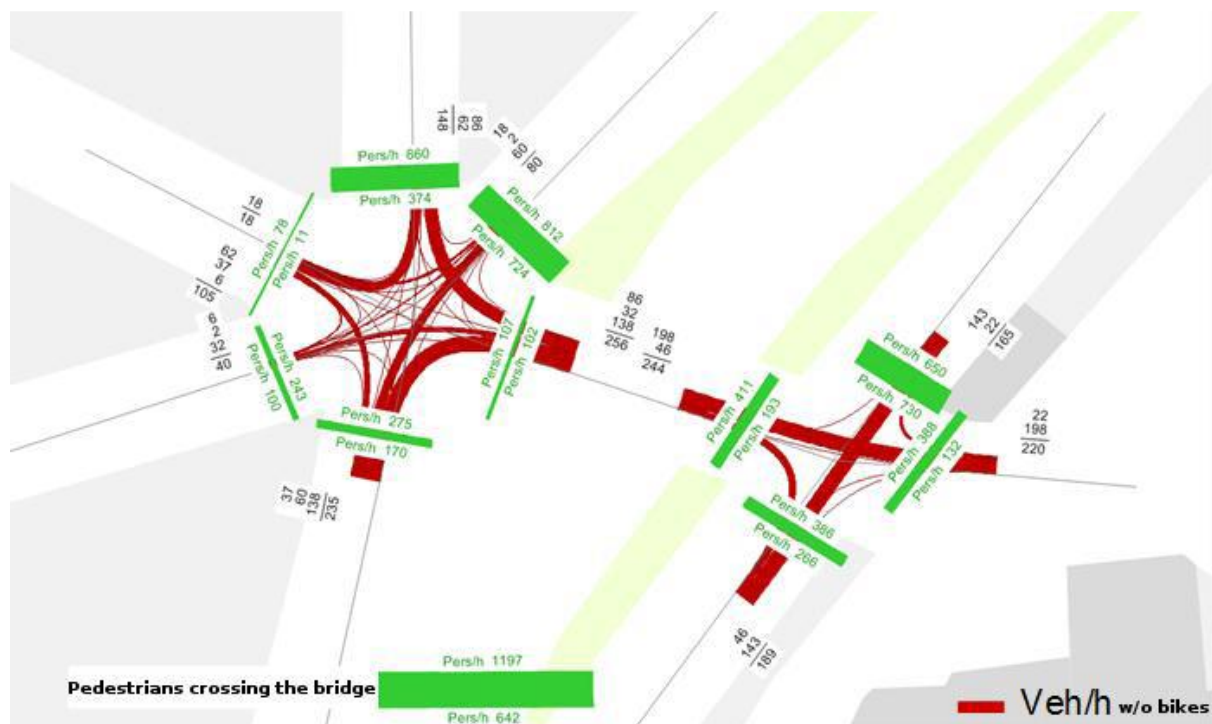 86
62
148
18
2
60
80
Pers/h 660
Pers/h 374
Pers/h 812
Pers/h 724
18
18
Pers/h 78
Pers/h 11
62
37
6
105
6
2
32
40
Pers/h 243
Pers/h 100
Pers/h 107
Pers/h 102
86
32
138
256
198
46
244
143
22
165
Pers/h 650
Pers/h 730
Pers/h 411
Pers/h 193
Pers/h 388
Pers/h 132
22
198
220
Pers/h 275
Pers/h 170
37
60
138
235
Pers/h 386
Pers/h 266
46
143
189
Pers/h 1197
Pedestrians crossing the bridge
Pers/h 642
Veh/h w/o bikes